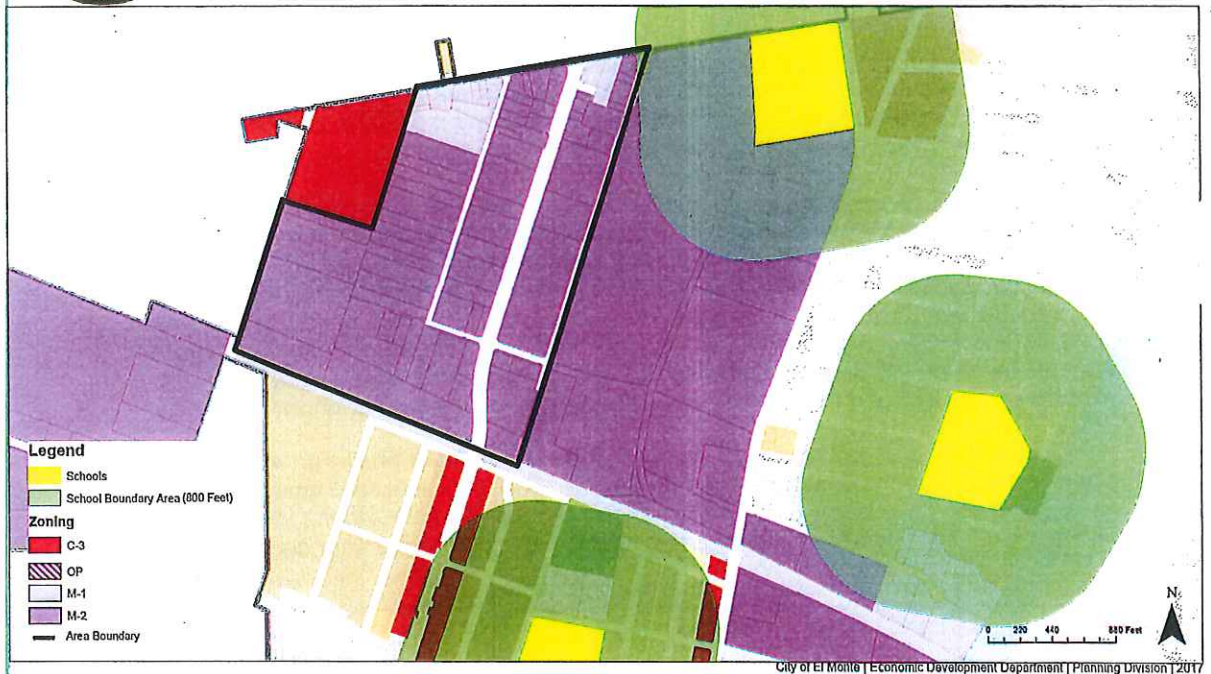 Legend
Schools
School Boundary Area (800 Feet)
Zoning
C-3
OP
M-1
M-2
Area Boundary
N
0 220 440 880 Feet
City of El Monte | Economic Development Department | Planning Division | 2017